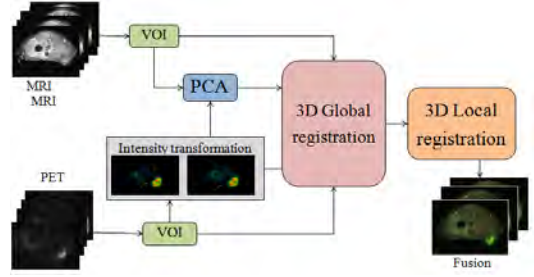 VOI
MRI
MRI
PCA
3D Global
registration
3D Local
registration
Intensity transformation
PET
VOI
Fusion